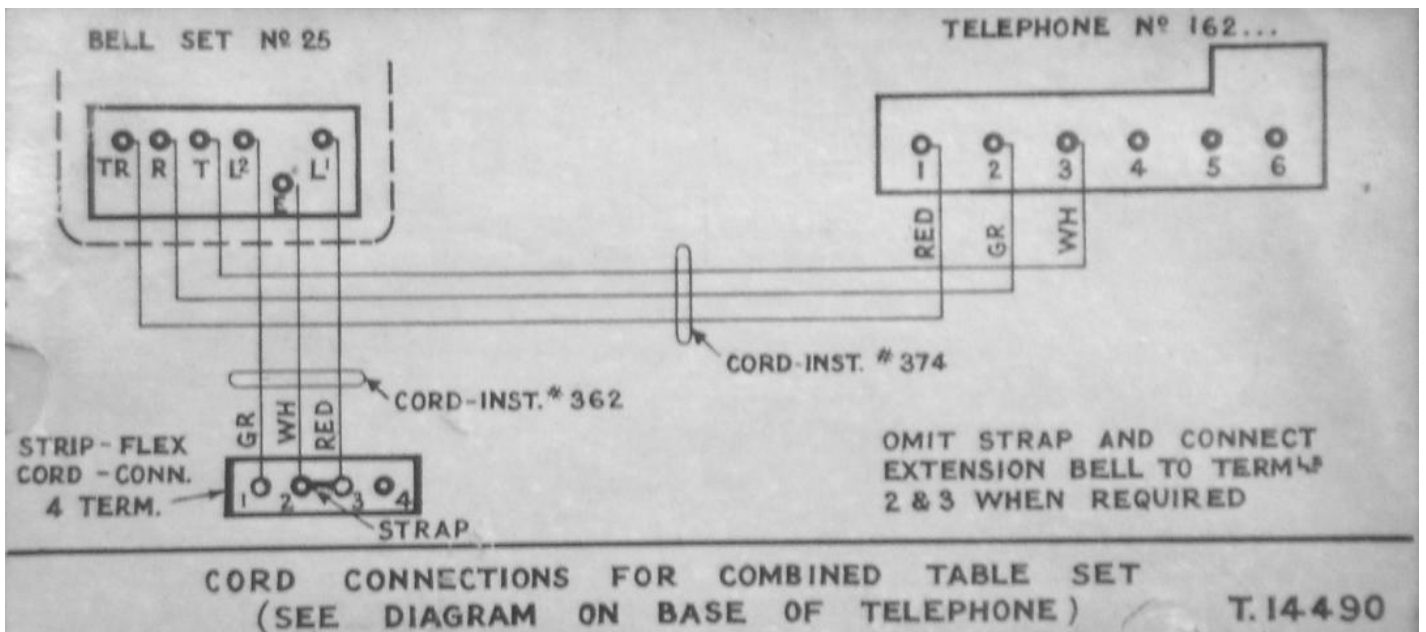 BELL SET Nº 25
TELEPHONE Nº 162...
TR R T L² L¹
1 2 3 4 5 6
RED GR WH
CORD-INST. # 374
CORD-INST. # 362
GR WH RED
STRIP-FLEX
CORD-CONN.
4 TERM.
1 2 3 4
STRAP
OMIT STRAP AND CONNECT
EXTENSION BELL TO TERMLS
2 & 3 WHEN REQUIRED
CORD CONNECTIONS FOR COMBINED TABLE SET
(SEE DIAGRAM ON BASE OF TELEPHONE)
T.14490